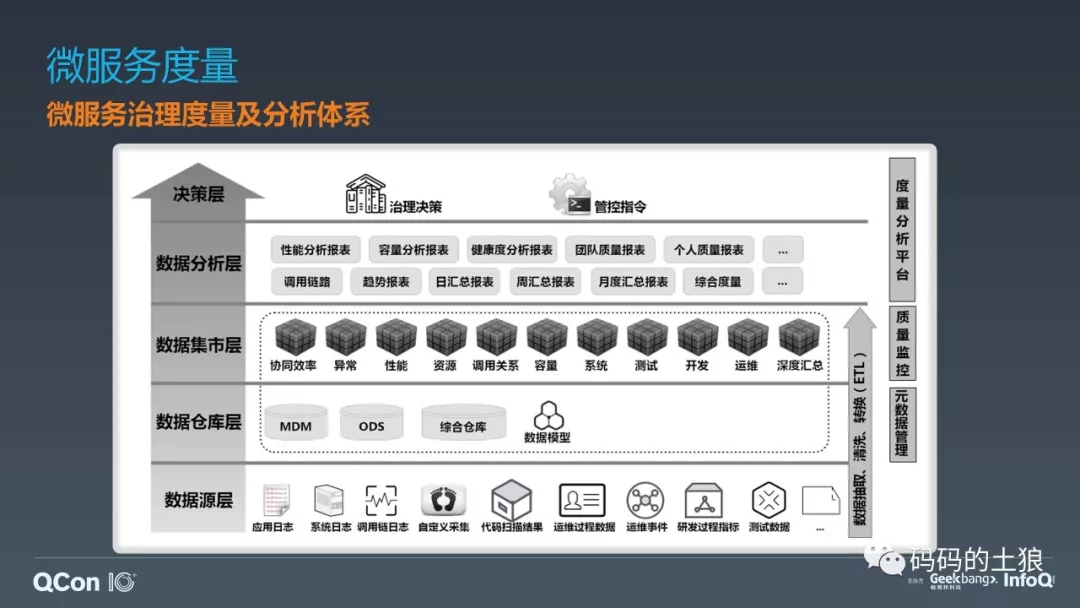 微服务度量
微服务治理度量及分析体系
决策层
治理决策
管控指令
数据分析层
性能分析报表
容量分析报表
健康度分析报表
团队质量报表
个人质量报表
...
调用链路
趋势报表
日汇总报表
周汇总报表
月度汇总报表
综合度量
...
数据集市层
协同效率
异常
性能
资源
调用关系
容量
系统
测试
开发
运维
深度汇总
数据仓库层
MDM
ODS
综合仓库
数据模型
数据源层
应用日志
系统日志
调用链日志
自定义采集
代码扫描结果
运维过程数据
运维事件
研发过程指标
测试数据
...
数据抽取、清洗、转换（ETL）
度量分析平台
质量监控
元数据管理
QCon 10+
码码的土狼
主办方
Geekbang>.
极客邦科技
InfoQ